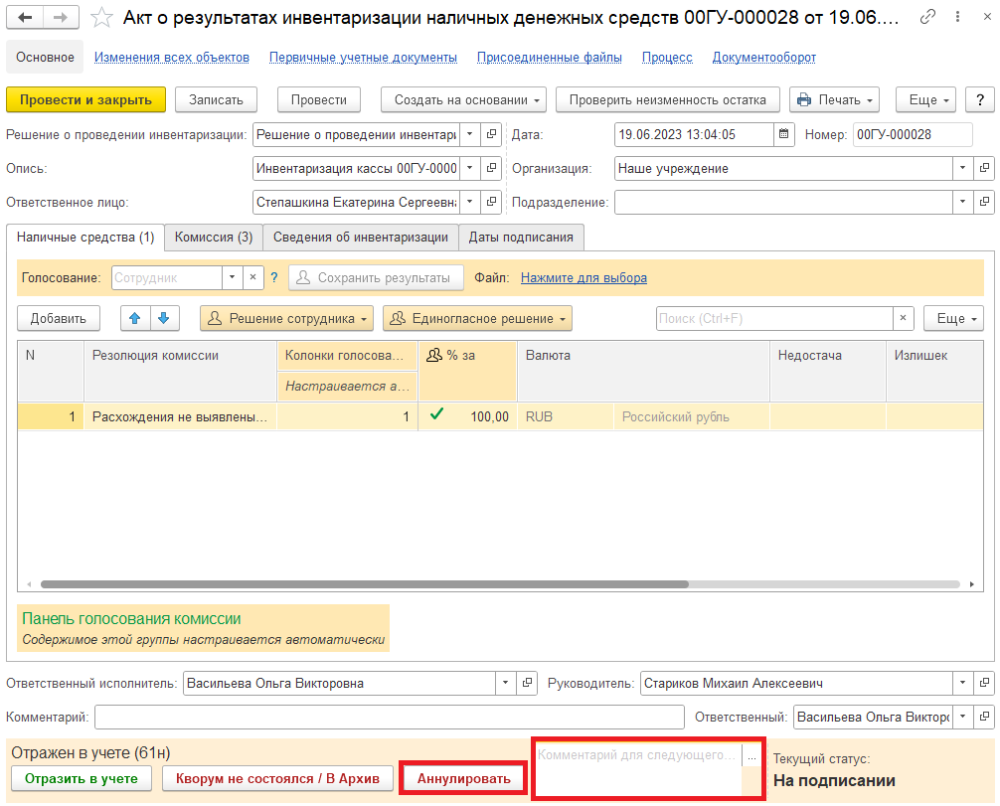 Акт о результатах инвентаризации наличных денежных средств 00ГУ-000028 от 19.06....
Основное Изменения всех объектов Первичные учетные документы Присоединенные файлы Процесс Документооборот
Провести и закрыть Записать Провести Создать на основании Проверить неизменность остатка Печать Еще ?
Решение о проведении инвентаризации: Решение о проведении инвентари Дата: 19.06.2023 13:04:05 Номер: 00ГУ-000028
Опись: Инвентаризация кассы 00ГУ-0000 Организация: Наше учреждение
Ответственное лицо: Степашкина Екатерина Сергеевна Подразделение:
Наличные средства (1) Комиссия (3) Сведения об инвентаризации Даты подписания
Голосование: Сотрудник ? Сохранить результаты Файл: Нажмите для выбора
Добавить Решение сотрудника Единогласное решение Поиск (Ctrl+F) × Еще
N Резолюция комиссии Колонки голосова... % за Валюта Недостача Излишек
Настраивается а...
1 Расхождения не выявлены... 1 100,00 RUB Российский рубль
Панель голосования комиссии
Содержимое этой группы настраивается автоматически
Ответственный исполнитель: Васильева Ольга Викторовна Руководитель: Стариков Михаил Алексеевич
Комментарий: Ответственный: Васильева Ольга Викторо
Отражен в учете (61н) Комментарий для следующего... ... Текущий статус:
Отразить в учете Кворум не состоялся / В Архив Аннулировать На подписании